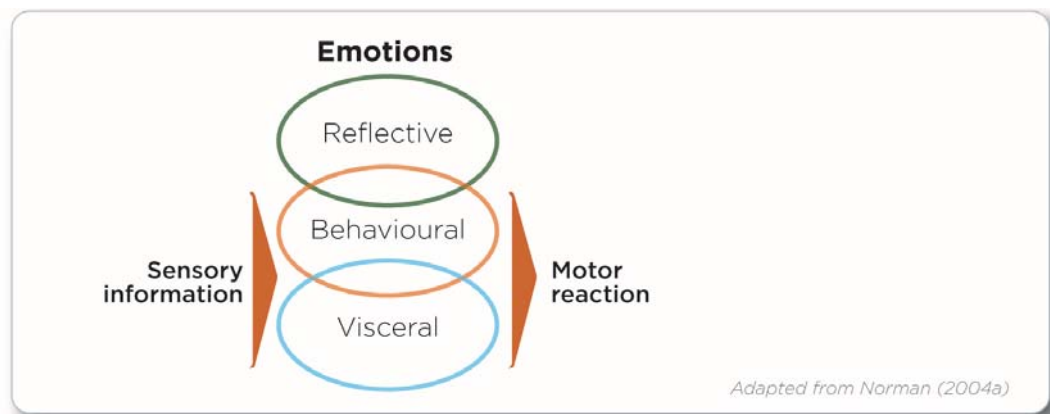 Emotions
Reflective
Behavioural
Sensory
information
Motor
reaction
Visceral
Adapted from Norman (2004a)